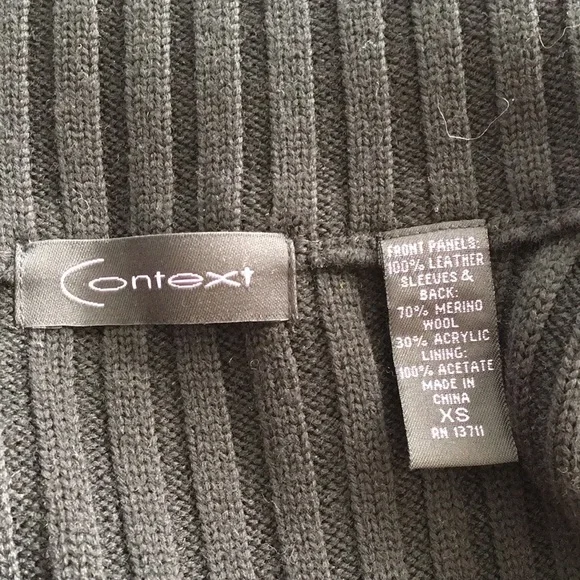 Context
FRONT PANELS:
100% LEATHER
SLEEVES &
BACK:
70% MERINO
WOOL
30% ACRYLIC
LINING:
100% ACETATE
MADE IN
CHINA
XS
RN 13711